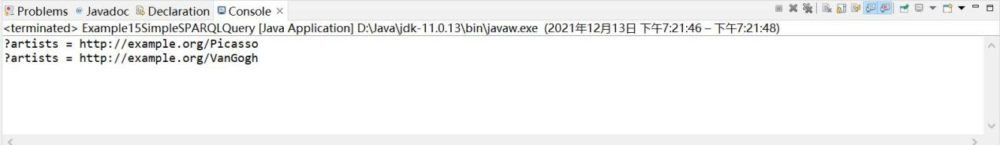 Problems Javadoc Declaration Console
<terminated> Example15SimpleSPARQLQuery [Java Application] D:\Java\jdk-11.0.13\bin\javaw.exe (2021年12月13日 下午7:21:46 – 下午7:21:48)
?artists = http://example.org/Picasso
?artists = http://example.org/VanGogh